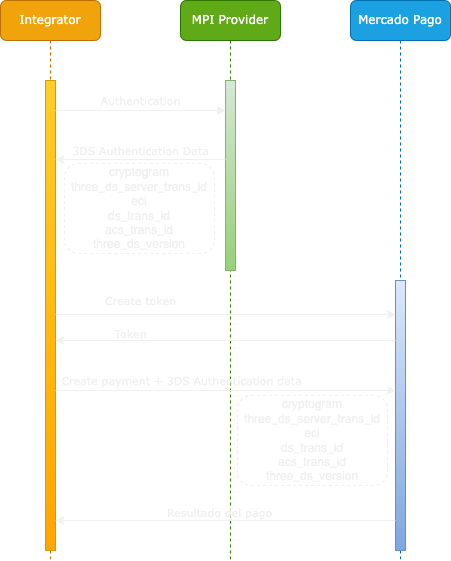 Integrator
MPI Provider
Mercado Pago
Authentication
3DS Authentication Data
cryptogram
three_ds_server_trans_id
eci
ds_trans_id
acs_trans_id
three_ds_version
Create token
Token
Create payment + 3DS Authentication data
cryptogram
three_ds_server_trans_id
eci
ds_trans_id
acs_trans_id
three_ds_version
Resultado del pago